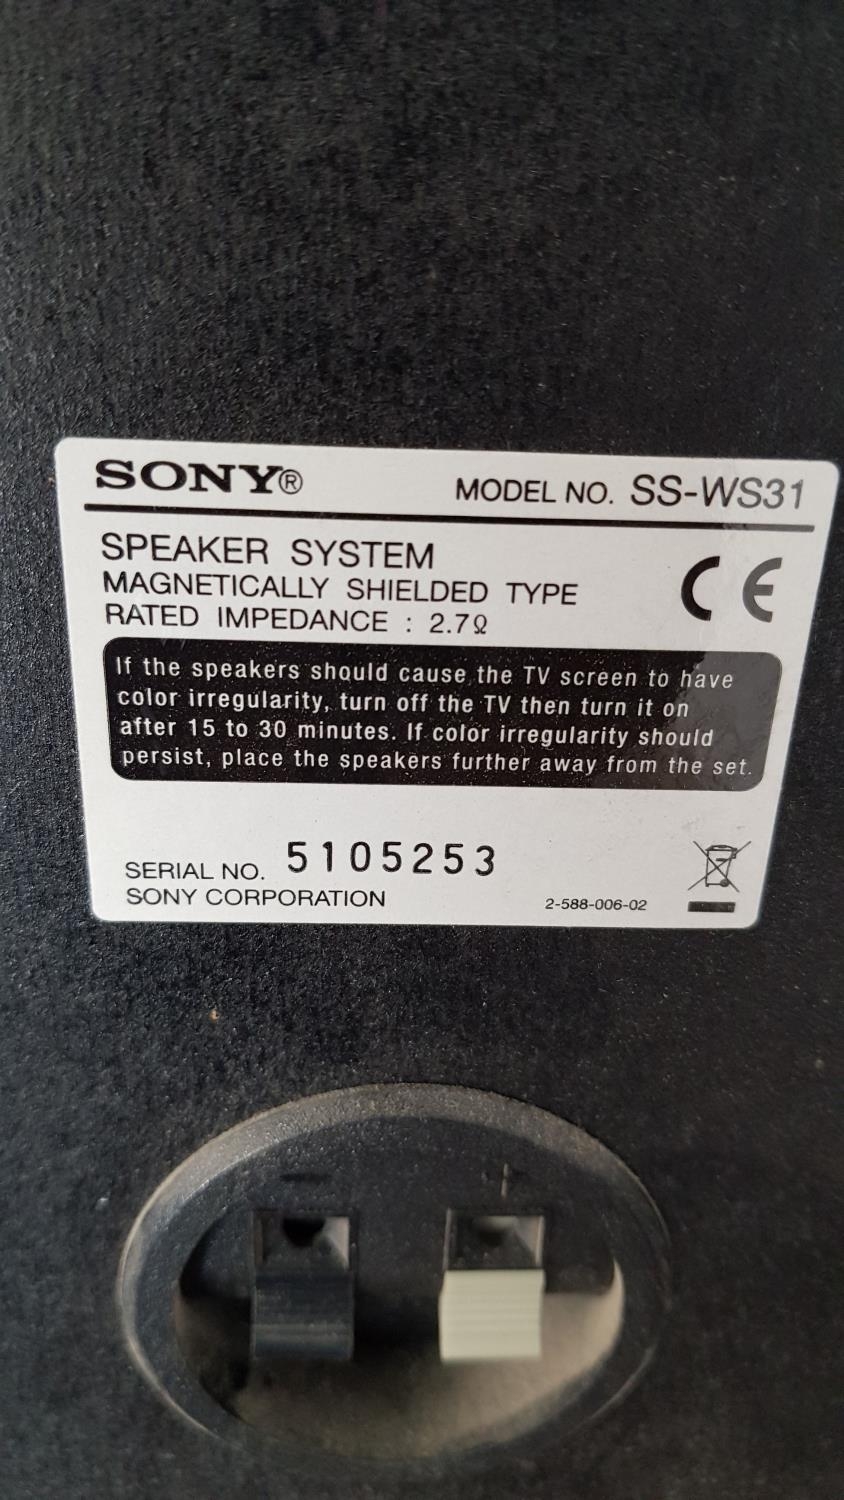 SONY®
MODEL NO. SS-WS31
SPEAKER SYSTEM
MAGNETICALLY SHIELDED TYPE
RATED IMPEDANCE : 2.7Ω
CE
If the speakers should cause the TV screen to have
color irregularity, turn off the TV then turn it on
after 15 to 30 minutes. If color irregularity should
persist, place the speakers further away from the set.
SERIAL NO. 5105253
SONY CORPORATION
2-588-006-02
− +